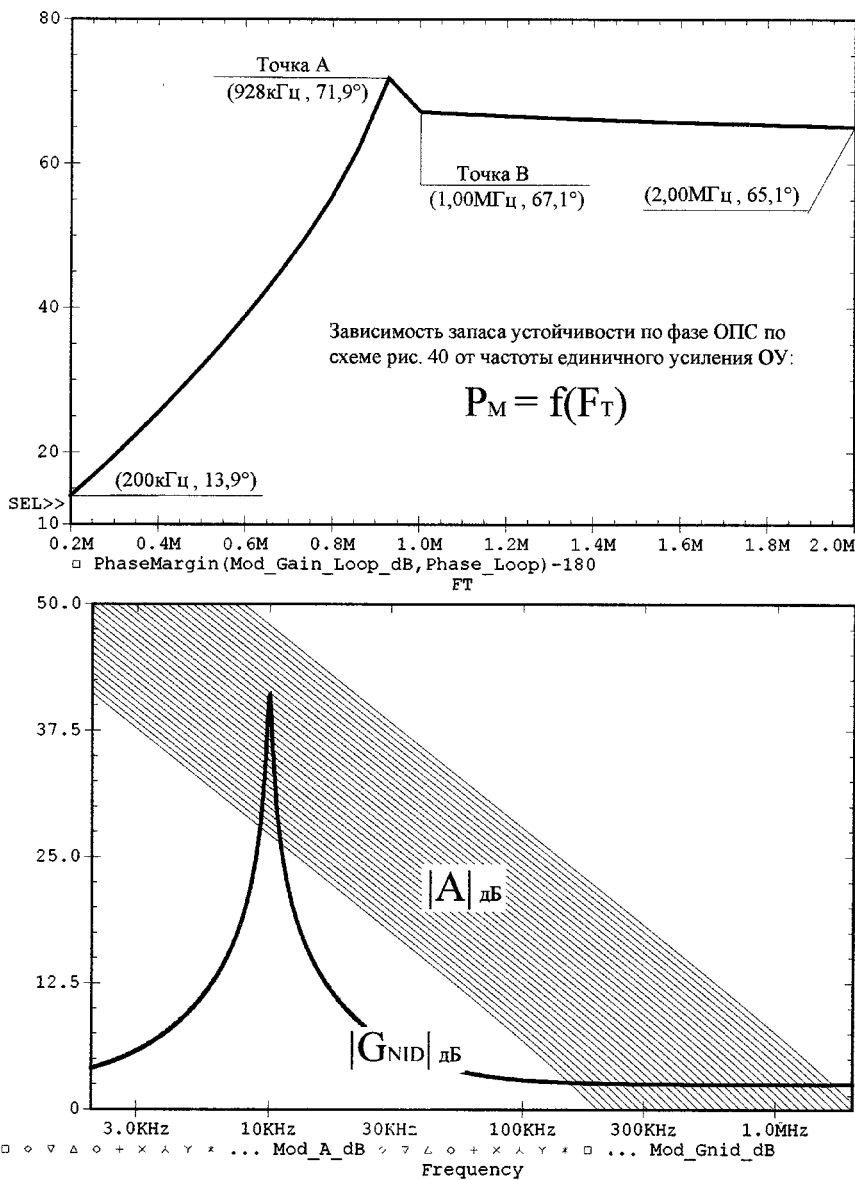 80
Точка А
(928кГц , 71,9°)
60
Точка В
(1,00МГц , 67,1°)
(2,00МГц , 65,1°)
40
Зависимость запаса устойчивости по фазе ОПС по
схеме рис. 40 от частоты единичного усиления ОУ:
PМ = f(FТ)
20
(200кГц , 13,9°)
SEL>>
10
0.2M 0.4M 0.6M 0.8M 1.0M 1.2M 1.4M 1.6M 1.8M 2.0M
PhaseMargin(Mod_Gain_Loop_dB,Phase_Loop)-180
FT
50.0
37.5
25.0
|A| дБ
12.5
|GNID| дБ
0
3.0KHz 10KHz 30KHz 100KHz 300KHz 1.0MHz
... Mod_A_dB ... Mod_Gnid_dB
Frequency